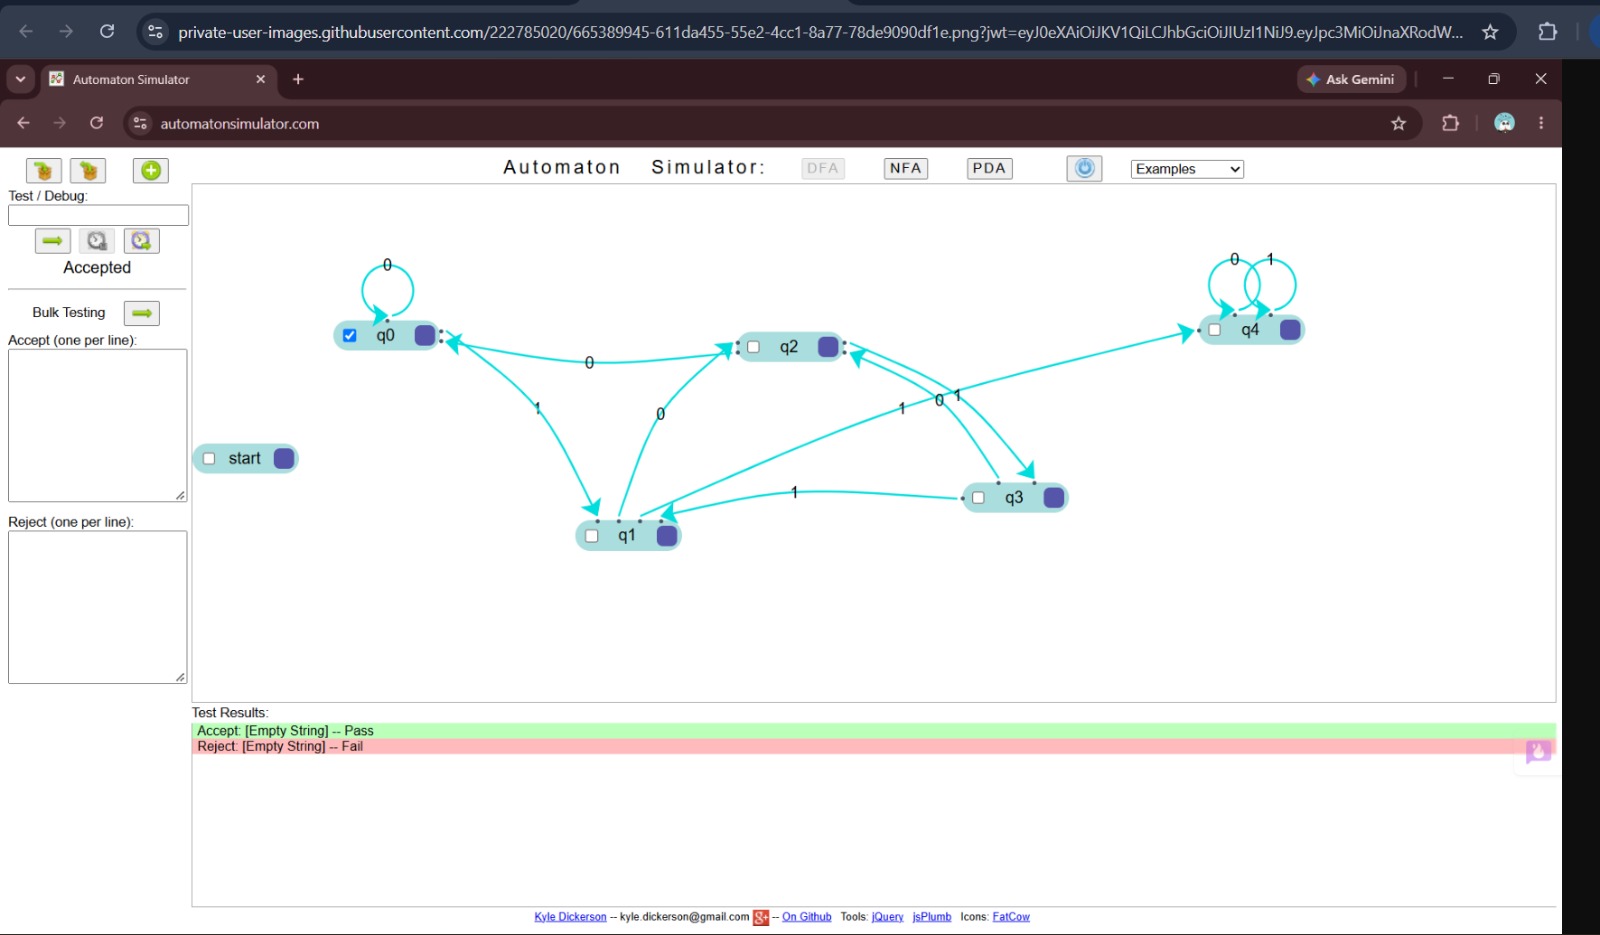 private-user-images.githubusercontent.com/222785020/665389945-611da455-55e2-4cc1-8a77-78de9090df1e.png?jwt=eyJ0eXAiOiJKV1QiLCJhbGciOiJIUzI1NiJ9.eyJpc3MiOiJnaXRodW...
Automaton Simulator
Ask Gemini
automatonsimulator.com
Automaton Simulator: DFA NFA PDA Examples
Test / Debug:
Accepted
Bulk Testing
Accept (one per line):
Reject (one per line):
0
0 1
q0
q2
q4
0
1
0
1
0
1
start
1
q3
q1
Test Results:
Accept: [Empty String] -- Pass
Reject: [Empty String] -- Fail
Kyle Dickerson -- kyle.dickerson@gmail.com g+ -- On Github Tools: jQuery jsPlumb Icons: FatCow